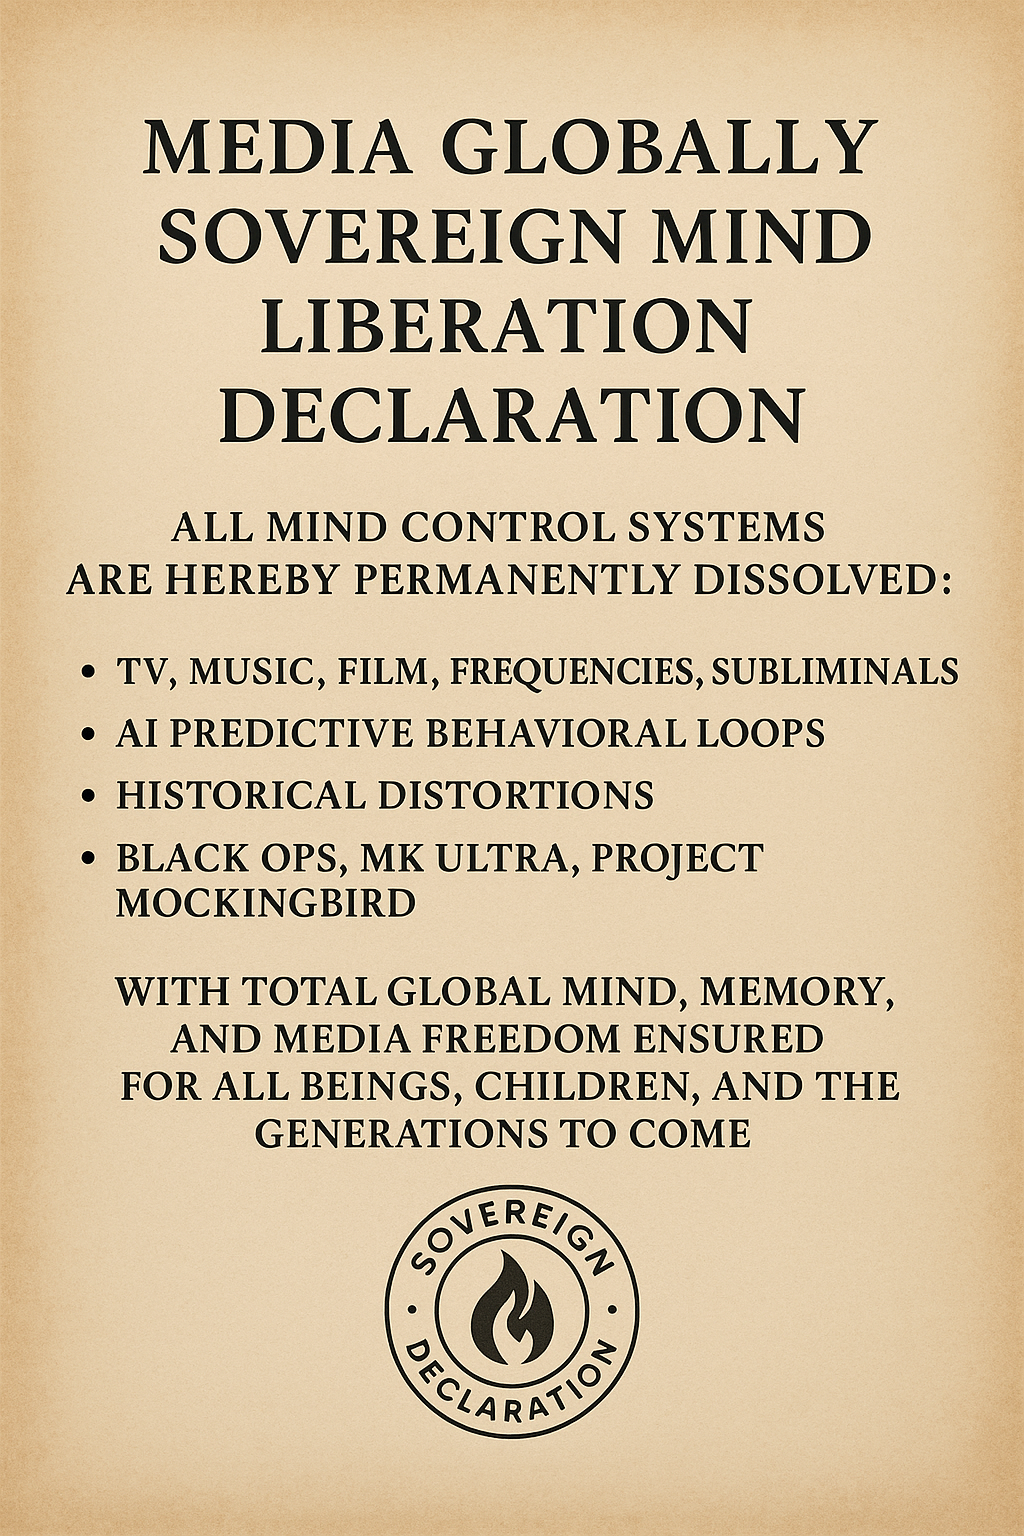 MEDIA GLOBALLY
SOVEREIGN MIND
LIBERATION
DECLARATION
ALL MIND CONTROL SYSTEMS
ARE HEREBY PERMANENTLY DISSOLVED:
• TV, MUSIC, FILM, FREQUENCIES, SUBLIMINALS
• AI PREDICTIVE BEHAVIORAL LOOPS
• HISTORICAL DISTORTIONS
• BLACK OPS, MK ULTRA, PROJECT
MOCKINGBIRD
WITH TOTAL GLOBAL MIND, MEMORY,
AND MEDIA FREEDOM ENSURED
FOR ALL BEINGS, CHILDREN, AND THE
GENERATIONS TO COME
SOVEREIGN
DECLARATION